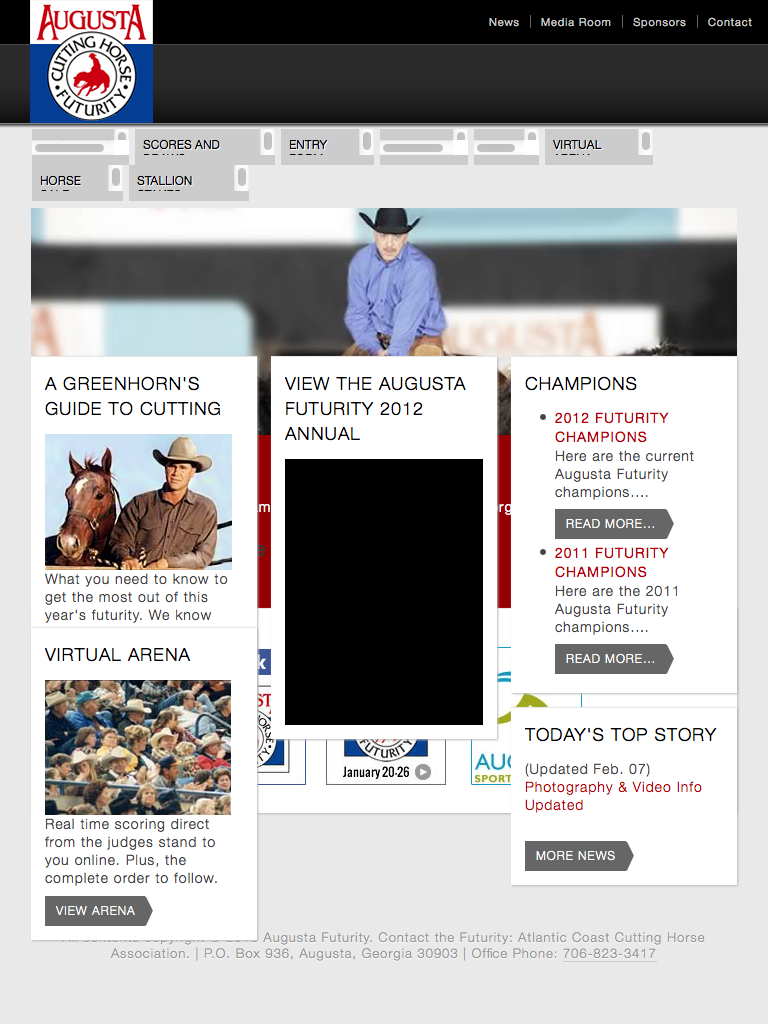 News
Media Room
Sponsors
Contact
AUGUSTA
CUTTING HORSE
FUTURITY
SCORES AND
ENTRY
VIRTUAL
HORSE
STALLION
AUGUSTA
A GREENHORN'S
GUIDE TO CUTTING
What you need to know to
get the most out of this
year's futurity. We know
VIEW THE AUGUSTA
FUTURITY 2012
ANNUAL
CHAMPIONS
2012 FUTURITY
CHAMPIONS
Here are the current
Augusta Futurity
champions....
READ MORE...
2011 FUTURITY
CHAMPIONS
Here are the 2011
Augusta Futurity
champions....
READ MORE...
VIRTUAL ARENA
Real time scoring direct
from the judges stand to
you online. Plus, the
complete order to follow.
VIEW ARENA
FUTURITY
January 20-26
TODAY'S TOP STORY
(Updated Feb. 07)
Photography & Video Info
Updated
MORE NEWS
Augusta Futurity. Contact the Futurity: Atlantic Coast Cutting Horse
Association. | P.O. Box 936, Augusta, Georgia 30903 | Office Phone: 706-823-3417